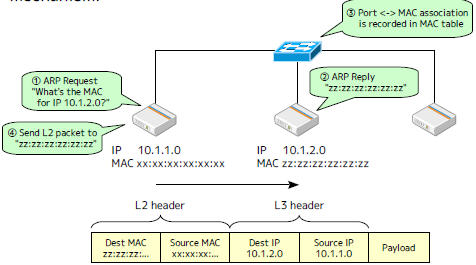 ③ Port <-> MAC association
is recorded in MAC table
① ARP Request
"What's the MAC
for IP 10.1.2.0?"
② ARP Reply
"zz:zz:zz:zz:zz:zz"
④ Send L2 packet to
"zz:zz:zz:zz:zz:zz"
IP 10.1.1.0
MAC xx:xx:xx:xx:xx:xx
IP 10.1.2.0
MAC zz:zz:zz:zz:zz:zz
L2 header
L3 header
Dest MAC
zz:zz:zz:...
Source MAC
xx:xx:xx:...
Dest IP
10.1.2.0
Source IP
10.1.1.0
Payload